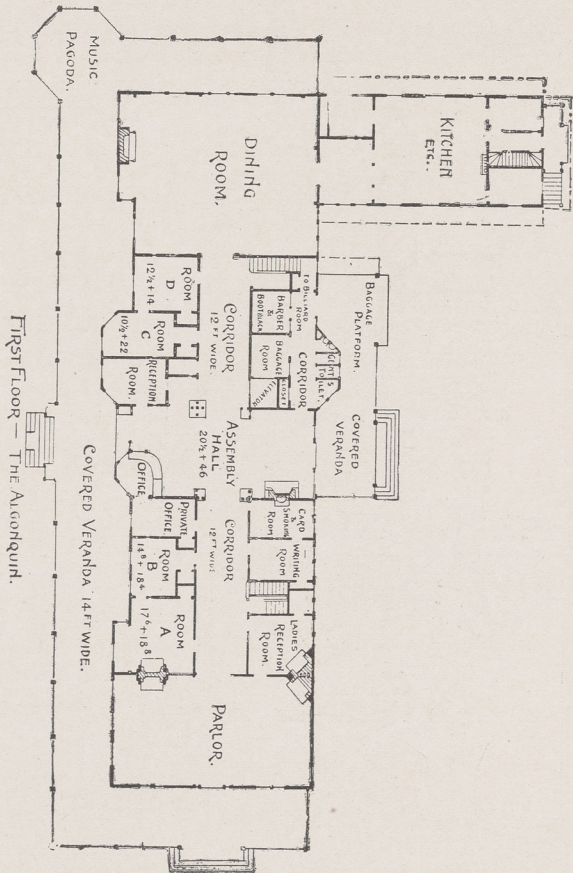 MUSIC
PAGODA.
KITCHEN
ETC..
DINING
ROOM.
BAGGAGE
PLATFORM.
COVERED
VERANDA
TO BILLIARD
ROOM
BARBER
&
BOOTBLACK
BAGGAGE
ROOM
ELEVATOR
CLOSET
CORRIDOR
GENT'S
TOILET.
ROOM
D
12½ + 14
ROOM
C
10½ + 22
RECEPTION
ROOM.
CORRIDOR
12 FT WIDE.
ASSEMBLY
HALL
20½ + 46
OFFICE
PRIVATE
OFFICE
CORRIDOR
12 FT WIDE
CARD
&
SMOKING
ROOM
WRITING
ROOM
LADIES
RECEPTION
ROOM.
ROOM
B
14⁸ + 18⁴
ROOM
A
17⁶ + 18⁸
PARLOR.
COVERED VERANDA 14 FT WIDE.
FIRST FLOOR — THE ALGONQUIN.